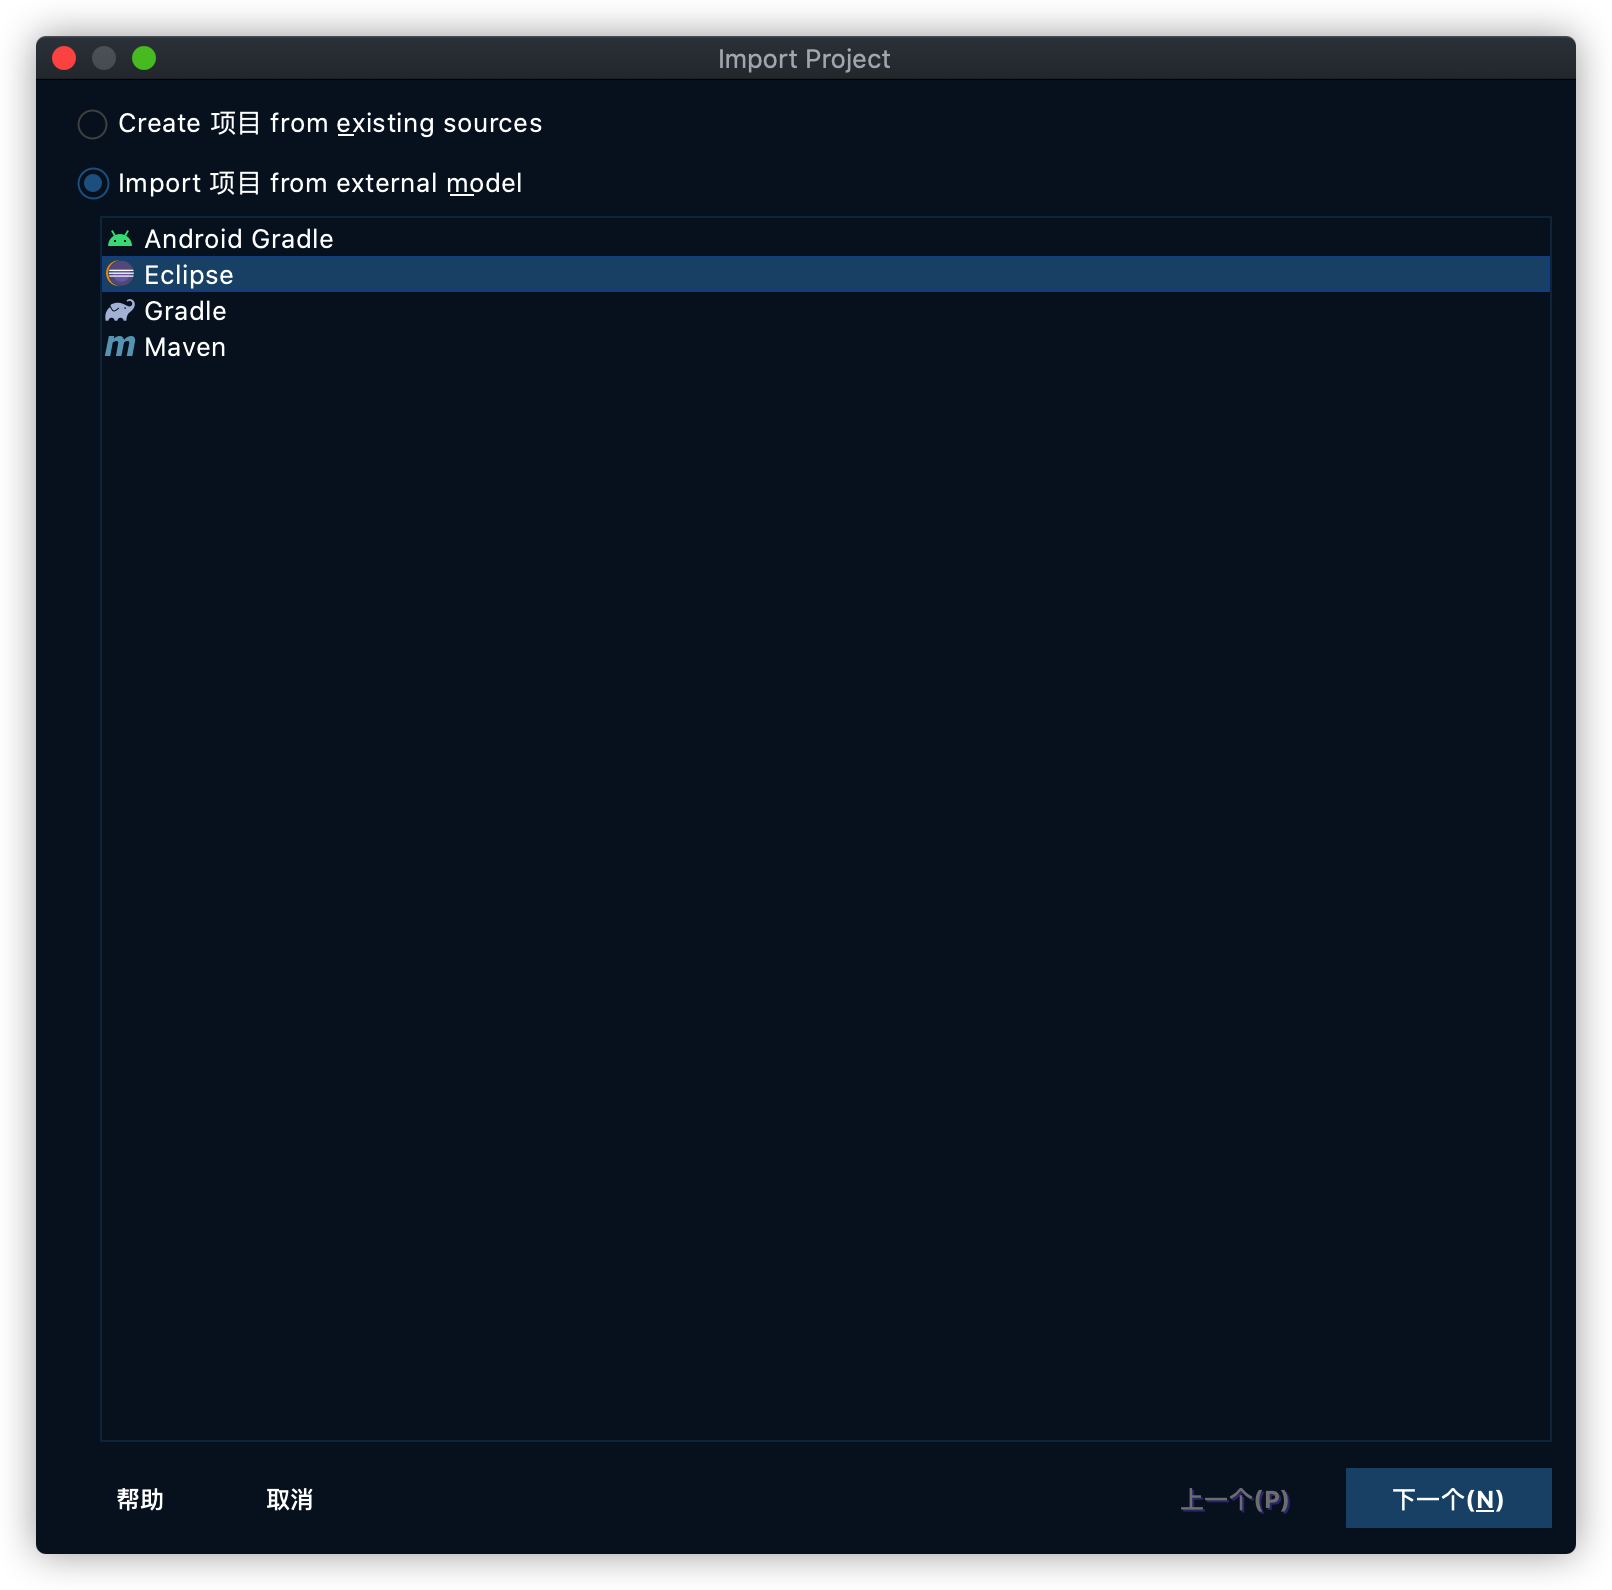 Import Project
Create 项目 from existing sources
Import 项目 from external model
Android Gradle
Eclipse
Gradle
Maven
帮助 取消 上一个(P) 下一个(N)